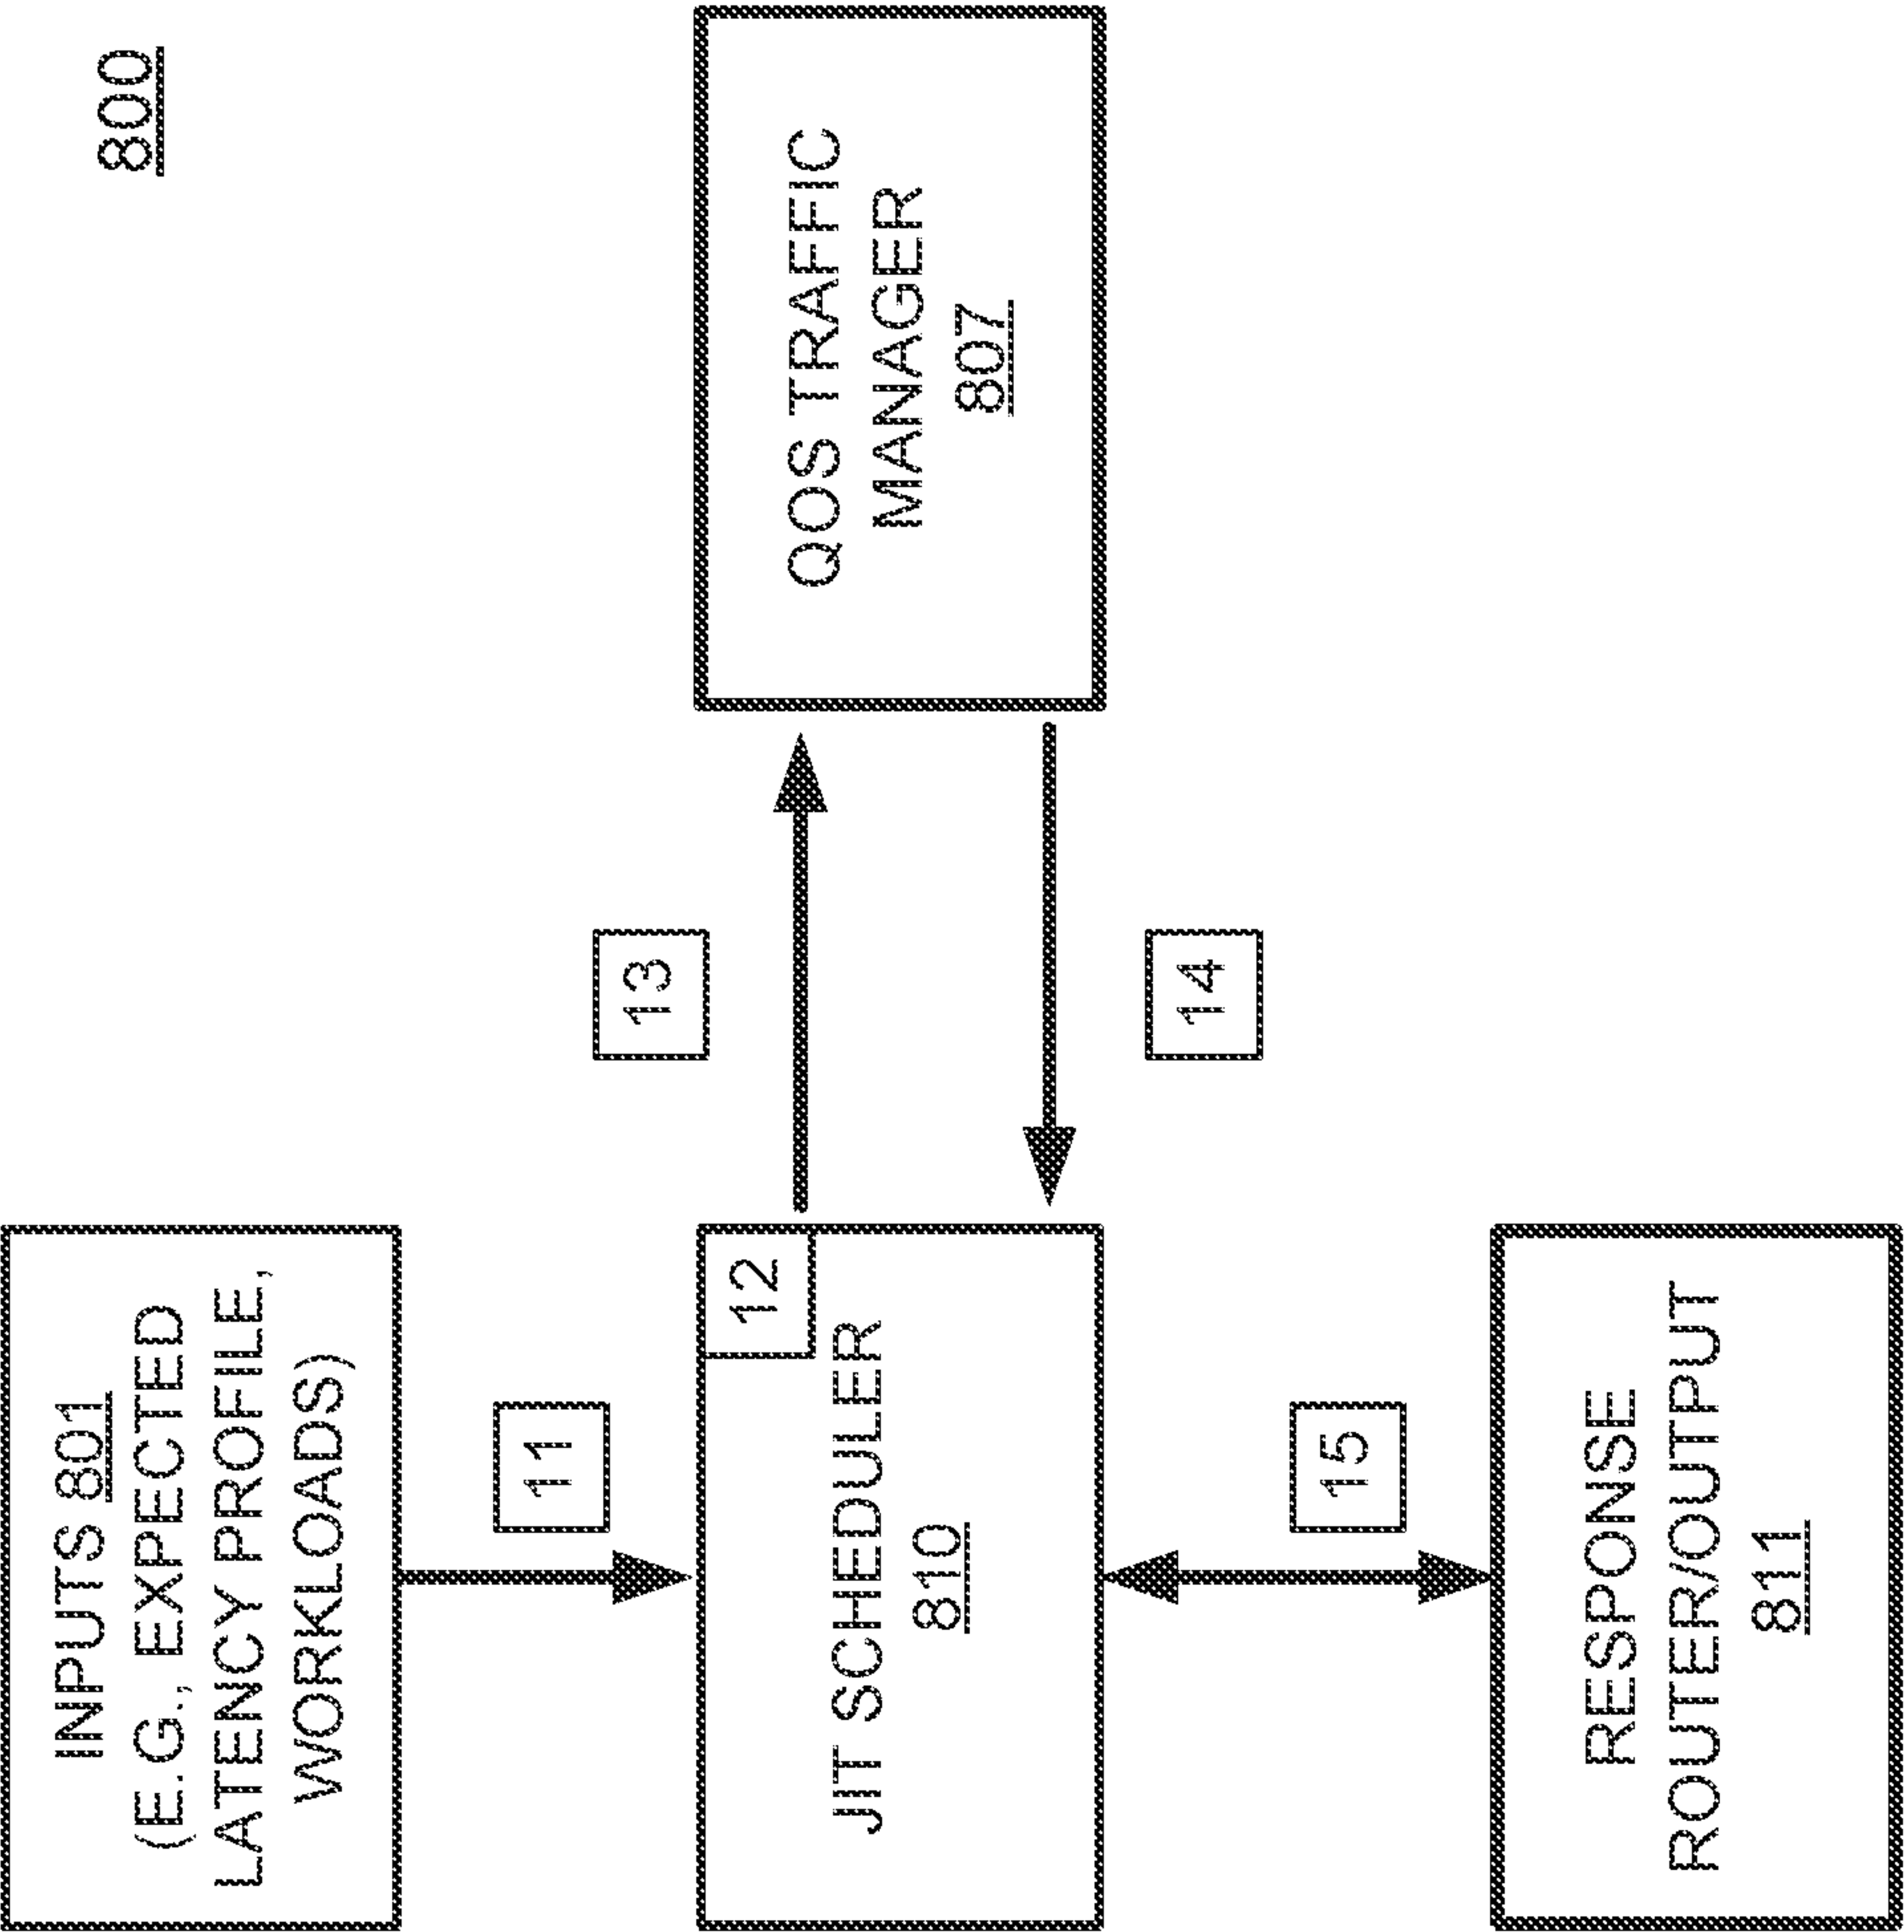 800
INPUTS 801
(E.G., EXPECTED
LATENCY PROFILE,
WORKLOADS)
11
12
JIT SCHEDULER
810
13
14
QOS TRAFFIC
MANAGER
807
15
RESPONSE
ROUTER/OUTPUT
811